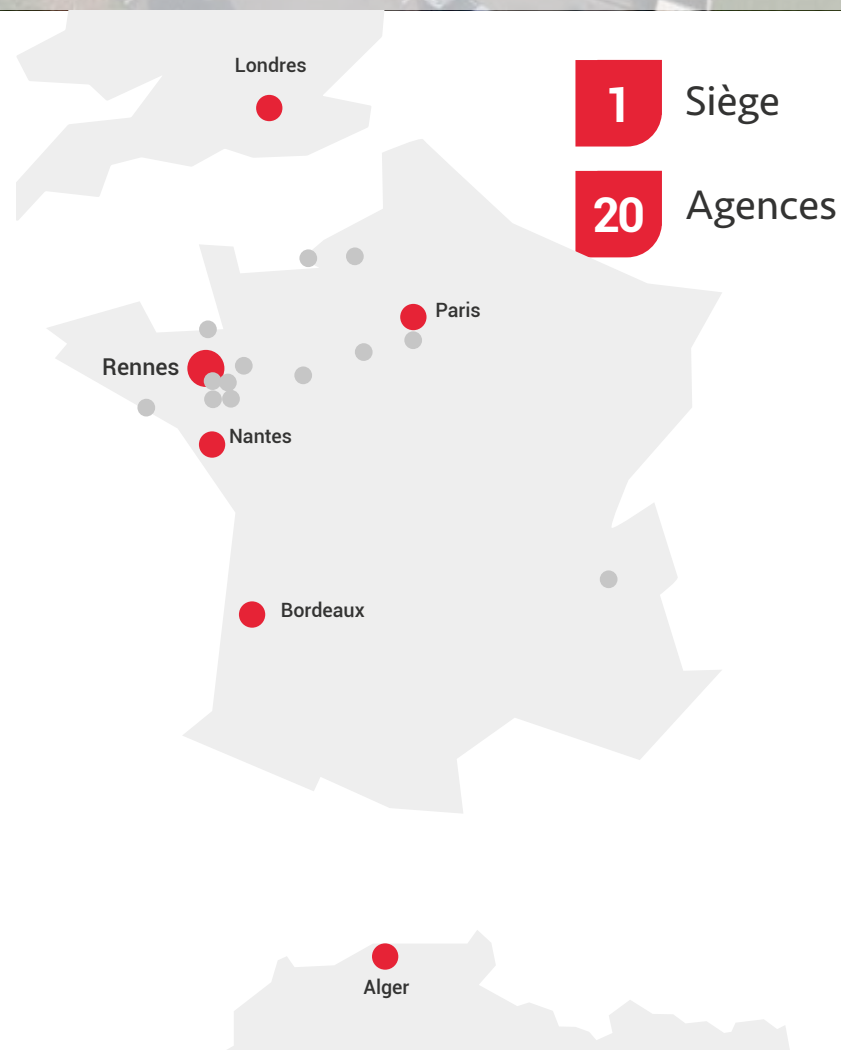 Londres
1 Siège
20 Agences
Paris
Rennes
Nantes
Bordeaux
Alger